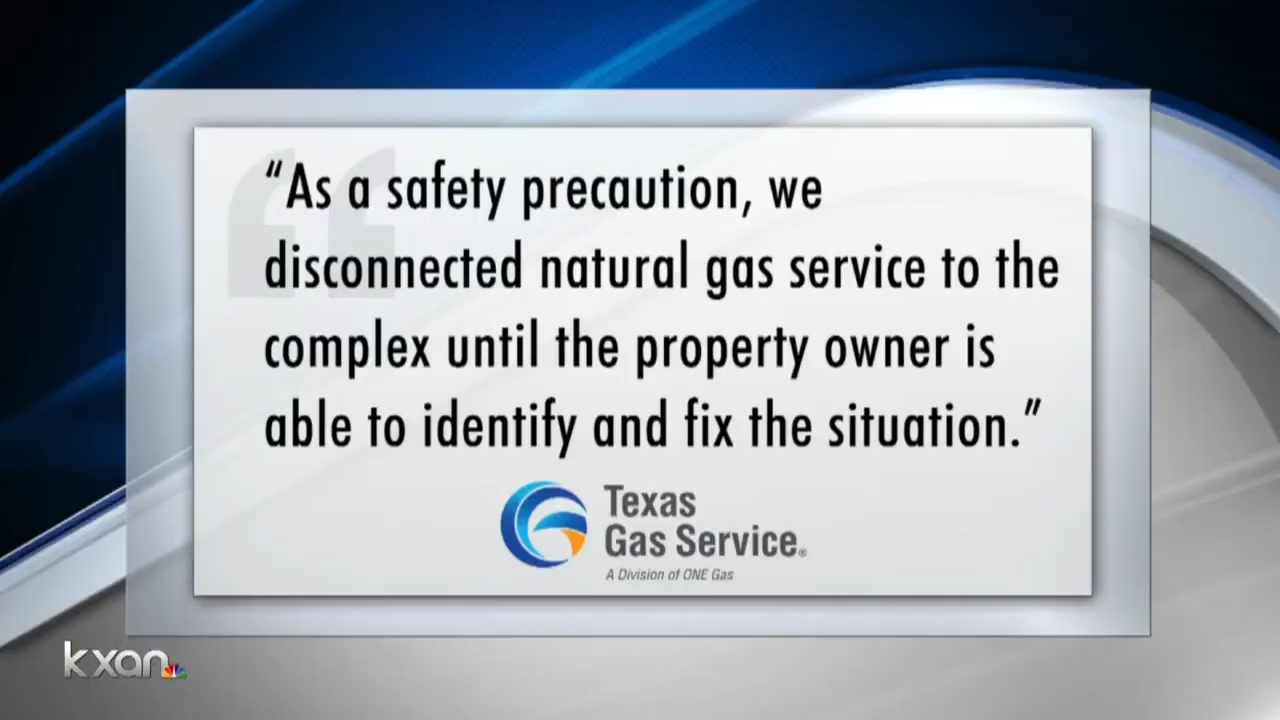 “As a safety precaution, we
disconnected natural gas service to the
complex until the property owner is
able to identify and fix the situation.”
Texas
Gas Service®
A Division of ONE Gas
kxan